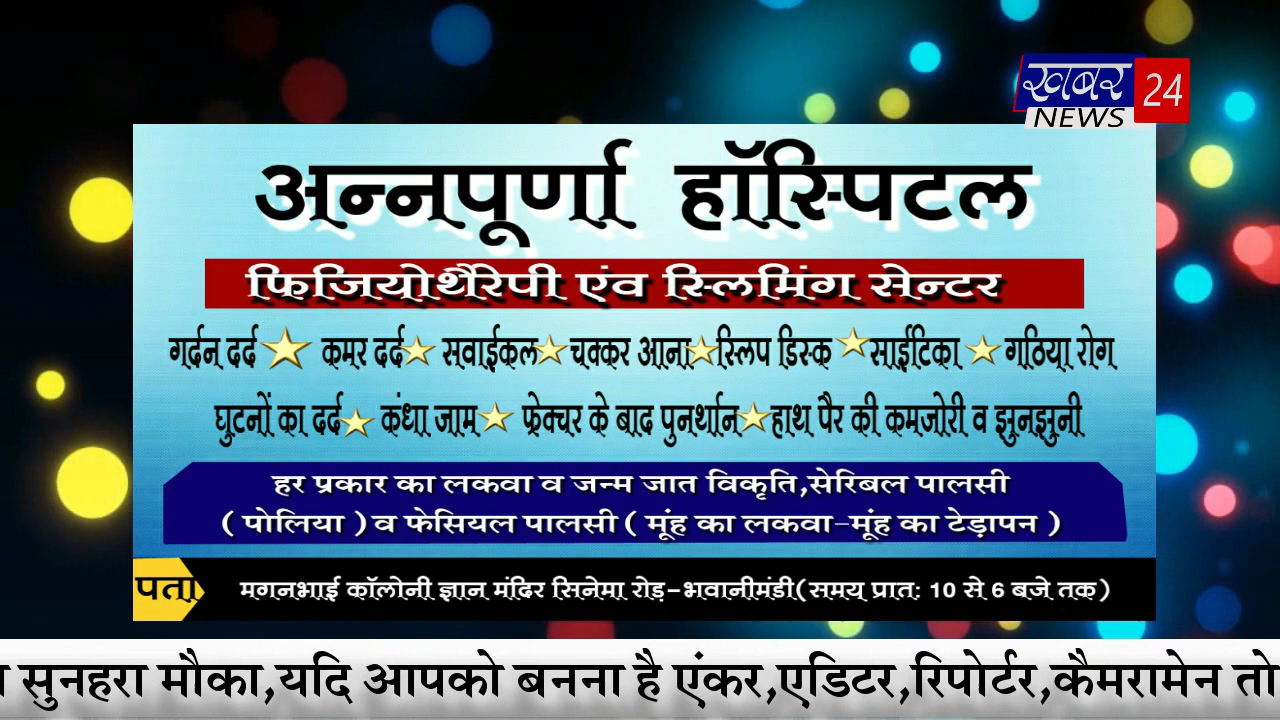 खबर 24
NEWS
अन्नपूर्णा हॉस्पिटल
फिजियोथैरेपी एंव स्लिमिंग सेन्टर
गर्दन दर्द कमर दर्द सवाईकल चक्कर आना स्लिप डिस्क साईटिका गठिया रोग
घुटनों का दर्द कंधा जाम फ्रेक्चर के बाद पुनर्थान हाथ पैर की कमजोरी व झुनझुनी
हर प्रकार का लकवा व जन्म जात विकृति,सेरिबल पालसी
( पोलिया ) व फेसियल पालसी ( मूंह का लकवा-मूंह का टेड़ापन )
पता मगनभाई कॉलोनी ज्ञान मंदिर सिनेमा रोड़-भवानीमंडी(समय प्रात: 10 से 6 बजे तक)
सुनहरा मौका,यदि आपको बनना है एंकर,एडिटर,रिपोर्टर,कैमरामेन तो